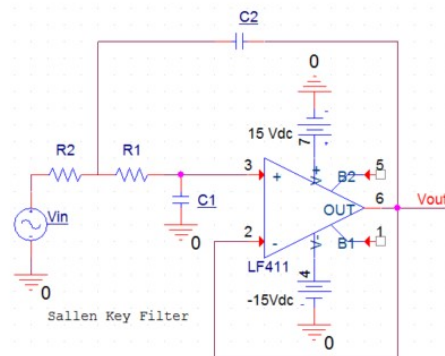 C2
0
15 Vdc
7
R2
R1
3
+
V+
B2
5
Vin
C1
OUT
6
Vout
2
-
V-
B1
1
0
LF411
4
0
-15Vdc
Sallen Key Filter
0